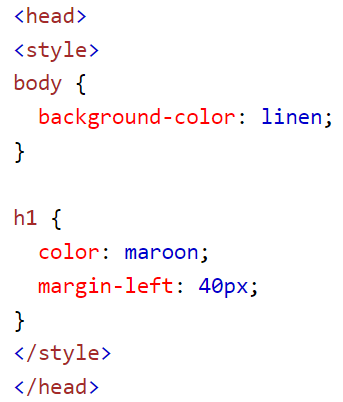 <head>
<style>
body {
  background-color: linen;
}

h1 {
  color: maroon;
  margin-left: 40px;
}
</style>
</head>